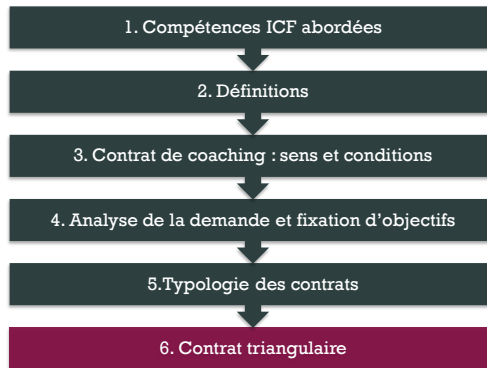 1. Compétences ICF abordées
2. Définitions
3. Contrat de coaching : sens et conditions
4. Analyse de la demande et fixation d’objectifs
5.Typologie des contrats
6. Contrat triangulaire